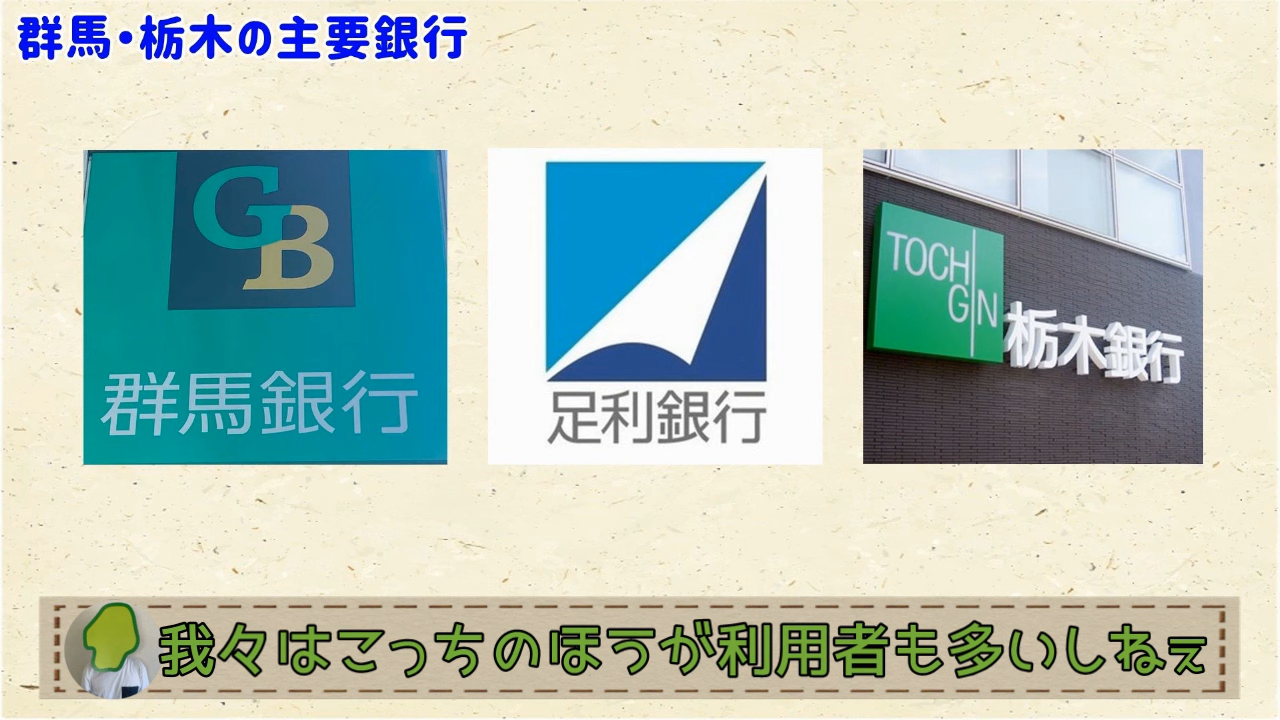 群馬・栃木の主要銀行
GB
群馬銀行
足利銀行
TOCHI
GIN
栃木銀行
我々はこっちのほうが利用者も多いしねぇ